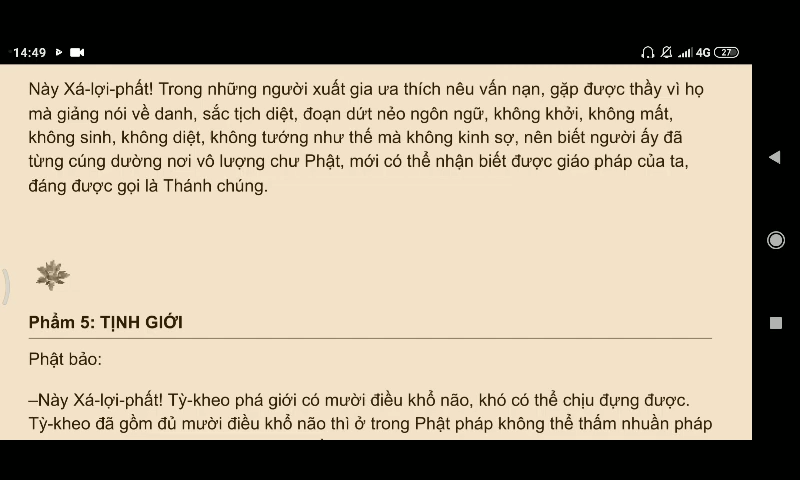 14:49
4G 27
Này Xá-lợi-phất! Trong những người xuất gia ưa thích nêu vấn nạn, gặp được thầy vì họ
mà giảng nói về danh, sắc tịch diệt, đoạn dứt nẻo ngôn ngữ, không khởi, không mất,
không sinh, không diệt, không tướng như thế mà không kinh sợ, nên biết người ấy đã
từng cúng dường nơi vô lượng chư Phật, mới có thể nhận biết được giáo pháp của ta,
đáng được gọi là Thánh chúng.
Phẩm 5: TỊNH GIỚI
Phật bảo:
–Này Xá-lợi-phất! Tỳ-kheo phá giới có mười điều khổ não, khó có thể chịu đựng được.
Tỳ-kheo đã gồm đủ mười điều khổ não thì ở trong Phật pháp không thể thấm nhuần pháp